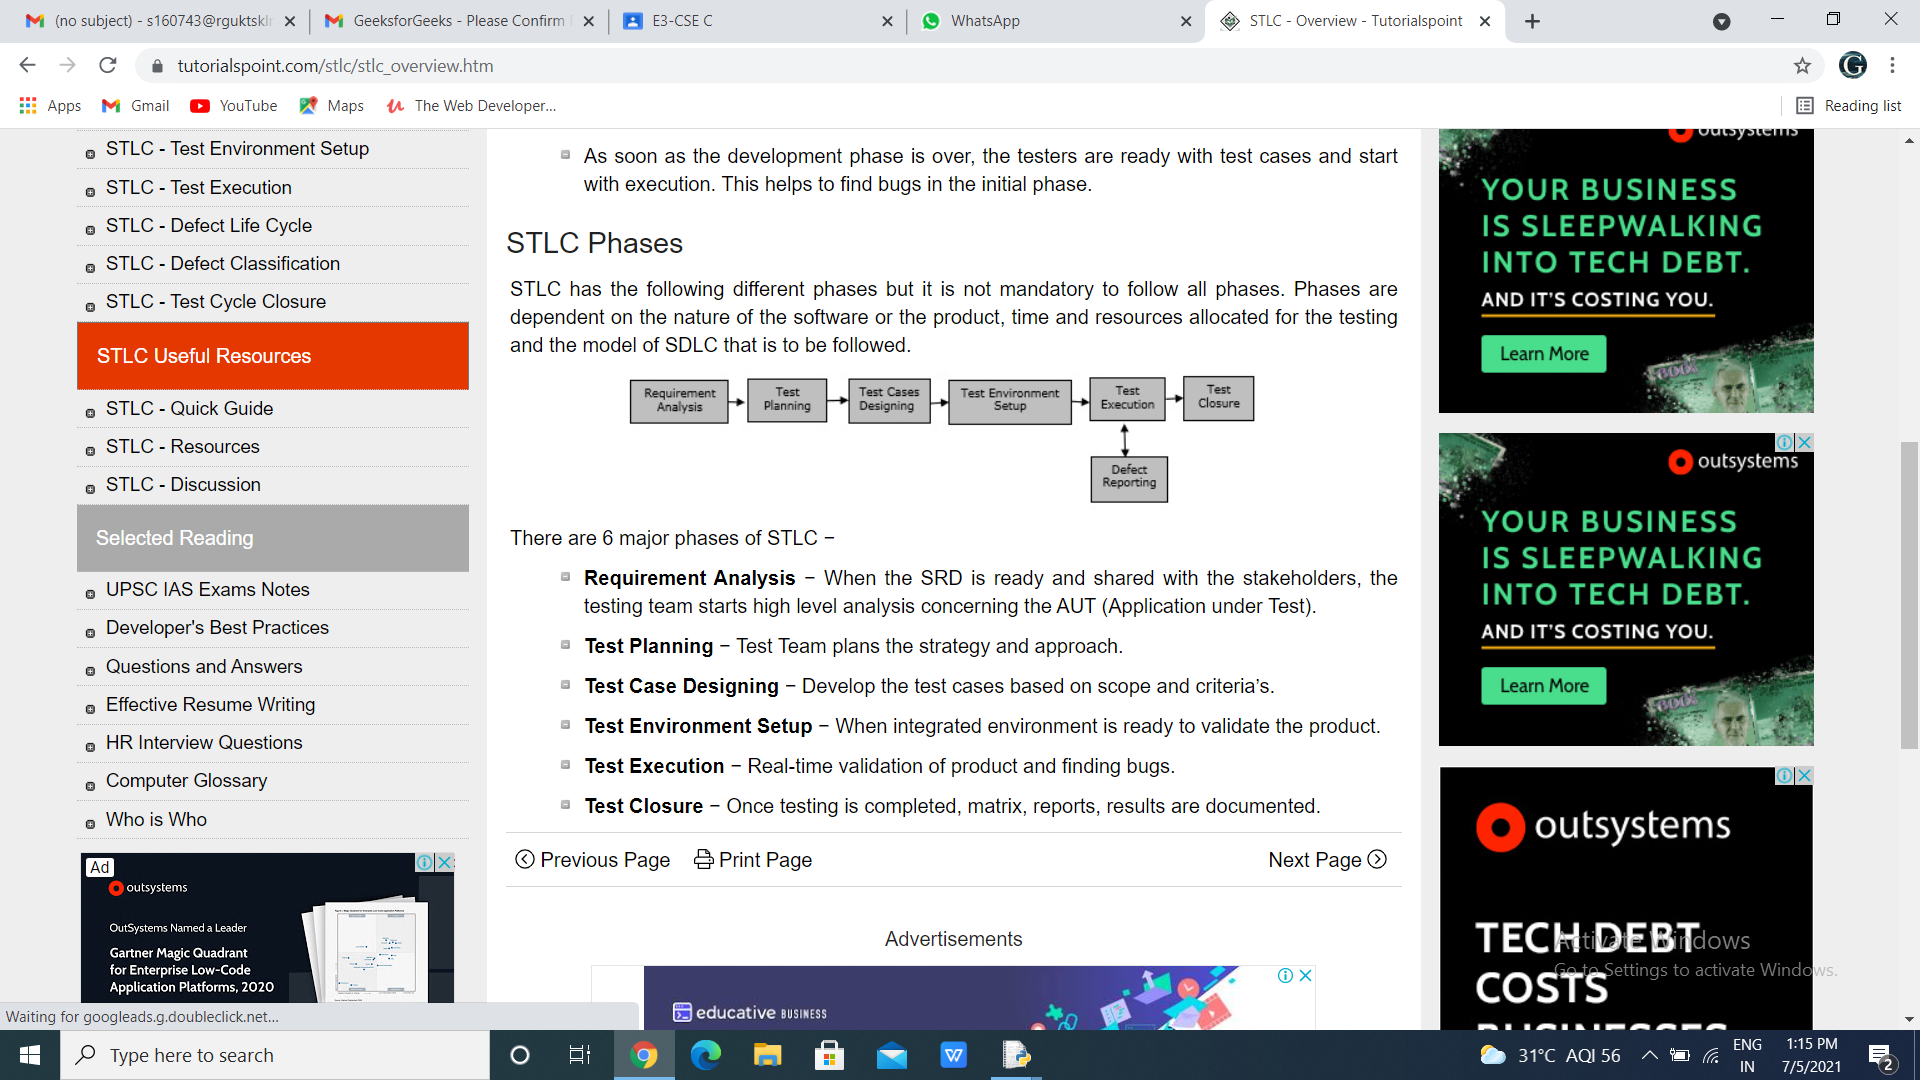 (no subject) - s160743@rguktskln
GeeksforGeeks - Please Confirm
E3-CSE C
WhatsApp
STLC - Overview - Tutorialspoint
tutorialspoint.com/stlc/stlc_overview.htm
Apps
Gmail
YouTube
Maps
The Web Developer...
Reading list
STLC - Test Environment Setup
STLC - Test Execution
STLC - Defect Life Cycle
STLC - Defect Classification
STLC - Test Cycle Closure
STLC Useful Resources
STLC - Quick Guide
STLC - Resources
STLC - Discussion
Selected Reading
UPSC IAS Exams Notes
Developer's Best Practices
Questions and Answers
Effective Resume Writing
HR Interview Questions
Computer Glossary
Who is Who
Ad
outsystems
OutSystems Named a Leader
Gartner Magic Quadrant
for Enterprise Low-Code
Application Platforms, 2020
As soon as the development phase is over, the testers are ready with test cases and start
with execution. This helps to find bugs in the initial phase.
STLC Phases
STLC has the following different phases but it is not mandatory to follow all phases. Phases are
dependent on the nature of the software or the product, time and resources allocated for the testing
and the model of SDLC that is to be followed.
Requirement
Analysis
Test
Planning
Test Cases
Designing
Test Environment
Setup
Test
Execution
Test
Closure
Defect
Reporting
There are 6 major phases of STLC −
Requirement Analysis − When the SRD is ready and shared with the stakeholders, the
testing team starts high level analysis concerning the AUT (Application under Test).
Test Planning − Test Team plans the strategy and approach.
Test Case Designing − Develop the test cases based on scope and criteria’s.
Test Environment Setup − When integrated environment is ready to validate the product.
Test Execution − Real-time validation of product and finding bugs.
Test Closure − Once testing is completed, matrix, reports, results are documented.
Previous Page
Print Page
Next Page
Advertisements
educative BUSINESS
outsystems
YOUR BUSINESS
IS SLEEPWALKING
INTO TECH DEBT.
AND IT'S COSTING YOU.
Learn More
outsystems
YOUR BUSINESS
IS SLEEPWALKING
INTO TECH DEBT.
AND IT'S COSTING YOU.
Learn More
outsystems
TECH DEBT
COSTS
BUSINESSES
Activate Windows
Go to Settings to activate Windows.
Waiting for googleads.g.doubleclick.net...
Type here to search
31°C AQI 56
ENG
IN
1:15 PM
7/5/2021
2